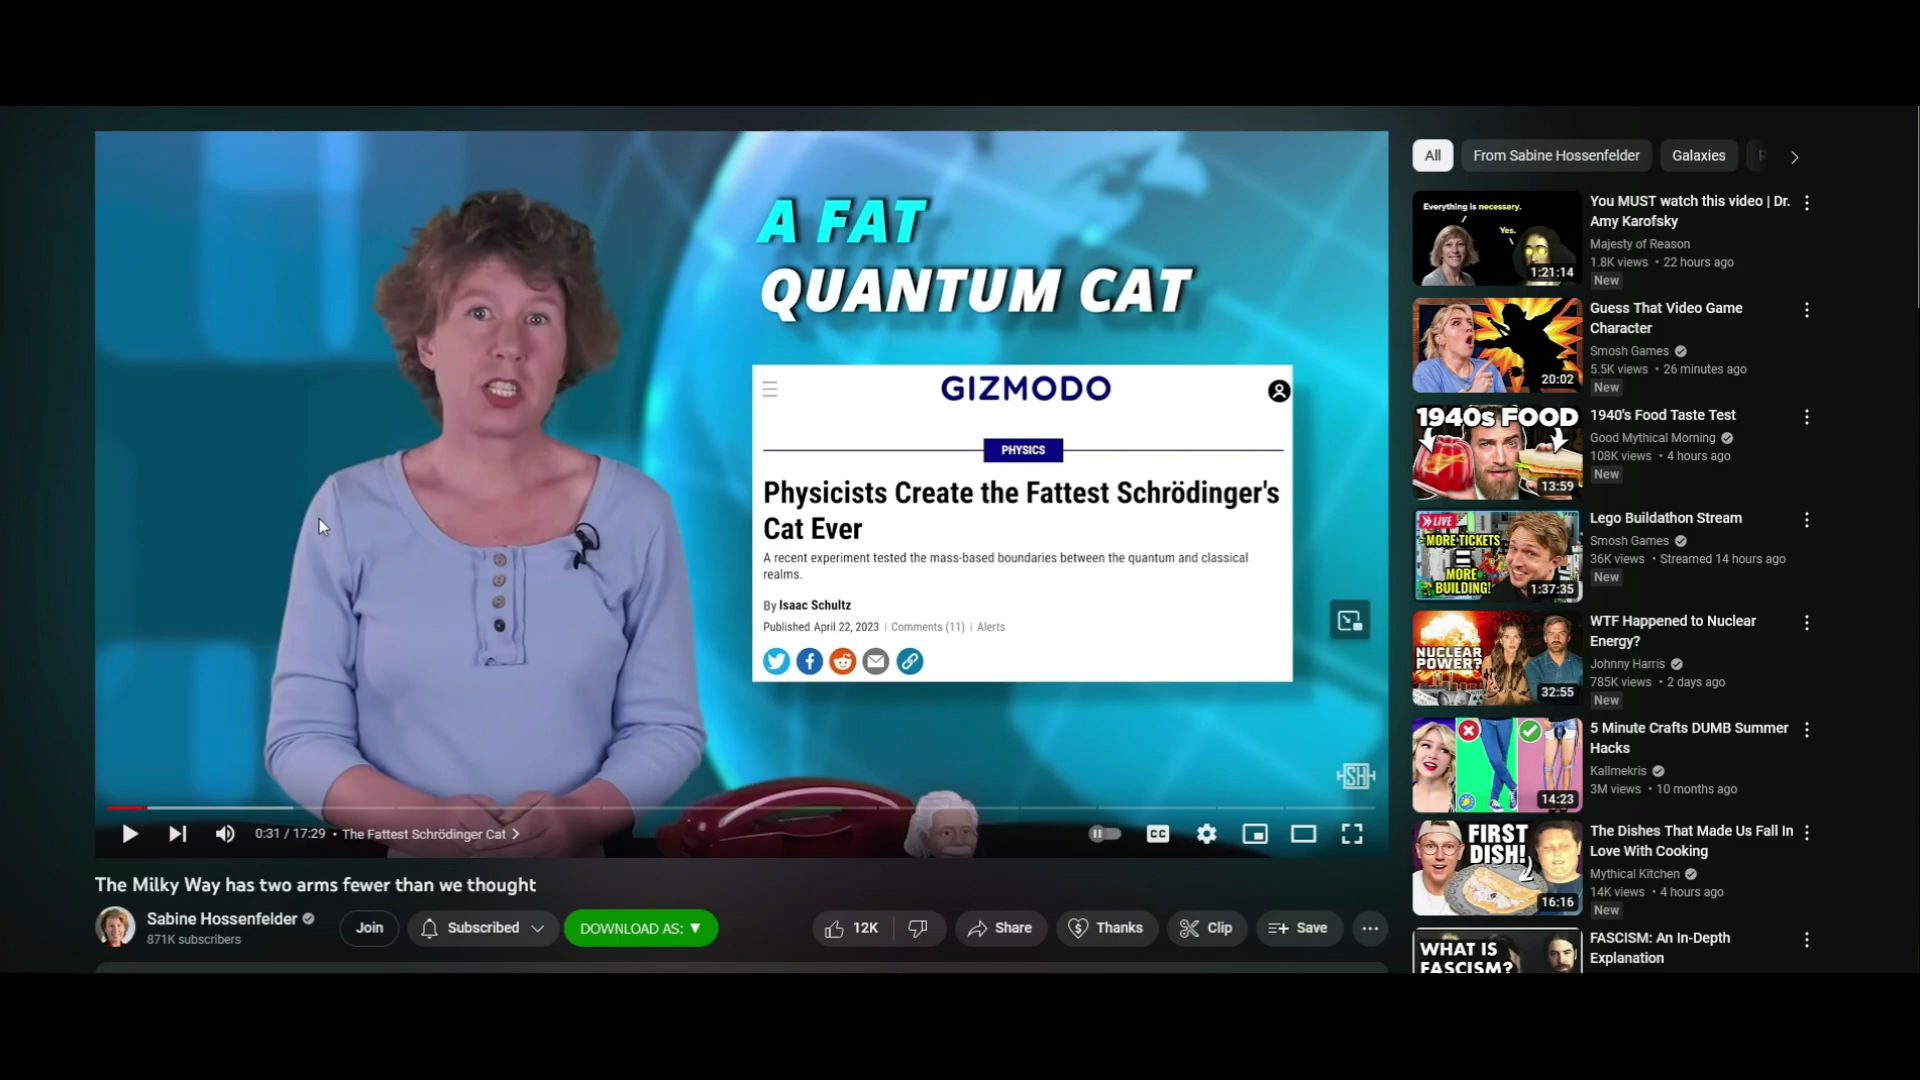 A FAT
QUANTUM CAT
GIZMODO
PHYSICS
Physicists Create the Fattest Schrödinger's
Cat Ever
A recent experiment tested the mass-based boundaries between the quantum and classical
realms.
By Isaac Schultz
Published April 22, 2023 | Comments (11) | Alerts
SH
0:31 / 17:29 • The Fattest Schrödinger Cat
CC
The Milky Way has two arms fewer than we thought
Sabine Hossenfelder
871K subscribers
Join
Subscribed
DOWNLOAD AS: ▼
12K
Share
Thanks
Clip
Save
All
From Sabine Hossenfelder
Galaxies
Everything is necessary.
Yes.
1:21:14
You MUST watch this video | Dr.
Amy Karofsky
Majesty of Reason
1.8K views • 22 hours ago
New
20:02
Guess That Video Game
Character
Smosh Games
5.5K views • 26 minutes ago
New
1940s FOOD
13:59
1940's Food Taste Test
Good Mythical Morning
108K views • 4 hours ago
New
LIVE
MORE TICKETS
=
MORE
BUILDING!
1:37:35
Lego Buildathon Stream
Smosh Games
36K views • Streamed 14 hours ago
New
NUCLEAR
POWER?
32:55
WTF Happened to Nuclear
Energy?
Johnny Harris
785K views • 2 days ago
New
14:23
5 Minute Crafts DUMB Summer
Hacks
Kallmekris
3M views • 10 months ago
FIRST
DISH!
16:16
The Dishes That Made Us Fall In
Love With Cooking
Mythical Kitchen
14K views • 4 hours ago
New
WHAT IS
FASCISM?
FASCISM: An In-Depth
Explanation